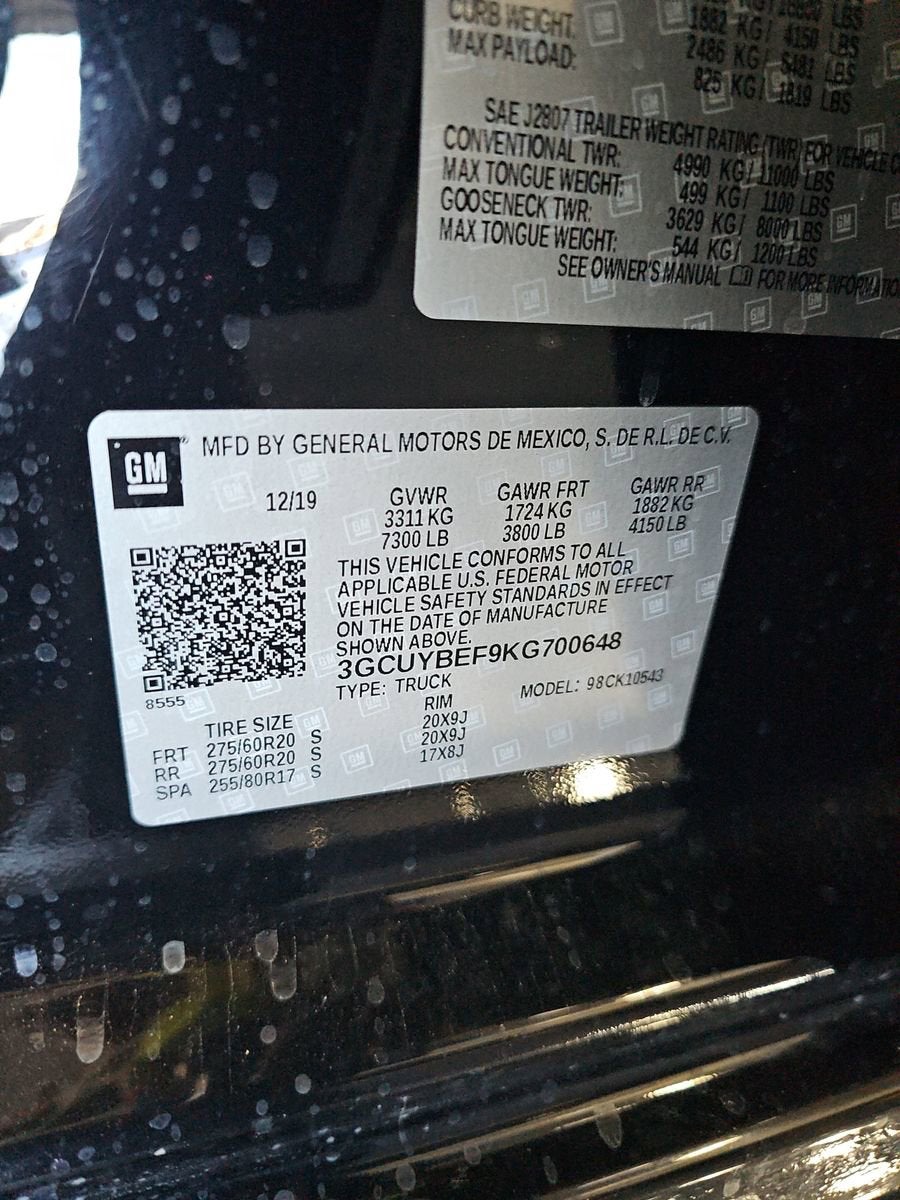 LBS
CURB WEIGHT: 1882 KG/ 4150 LBS
MAX PAYLOAD: 2486 KG/ 5481 LBS
825 KG/ 1819 LBS
SAE J2807 TRAILER WEIGHT RATING (TWR) FOR VEHICLE
CONVENTIONAL TWR: 4990 KG/ 11000 LBS
MAX TONGUE WEIGHT: 499 KG/ 1100 LBS
GOOSENECK TWR: 3629 KG/ 8000 LBS
MAX TONGUE WEIGHT: 544 KG/ 1200 LBS
SEE OWNER'S MANUAL FOR MORE INFORMATIO
GM
MFD BY GENERAL MOTORS DE MEXICO, S. DE R.L. DE C.V.
12/19 GVWR GAWR FRT GAWR RR
3311 KG 1724 KG 1882 KG
7300 LB 3800 LB 4150 LB
THIS VEHICLE CONFORMS TO ALL
APPLICABLE U.S. FEDERAL MOTOR
VEHICLE SAFETY STANDARDS IN EFFECT
ON THE DATE OF MANUFACTURE
SHOWN ABOVE.
3GCUYBEF9KG700648
TYPE: TRUCK MODEL: 98CK10543
8555
TIRE SIZE RIM
FRT 275/60R20 S 20X9J
RR 275/60R20 S 20X9J
SPA 255/80R17 S 17X8J